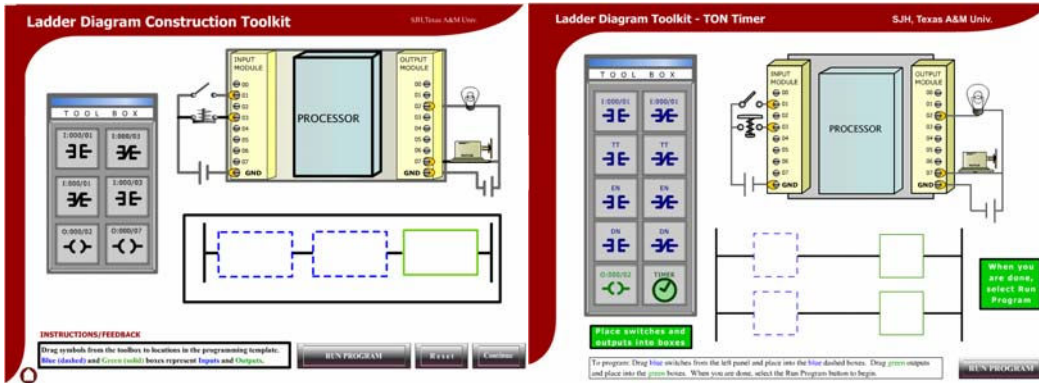 Ladder Diagram Construction Toolkit
SJH,Texas A&M Univ.
INPUT
MODULE
OUTPUT
MODULE
00
01
02
03
04
05
06
07
GND
PROCESSOR
00
01
02
03
04
05
06
07
GND
TOOL BOX
I:000/01
I:000/03
I:000/01
I:000/03
O:000/02
O:000/07
INSTRUCTIONS/FEEDBACK
Drag symbols from the toolbox to locations in the programming template.
Blue (dashed) and Green (solid) boxes represent Inputs and Outputs.
RUN PROGRAM
Reset
Continue
Ladder Diagram Toolkit - TON Timer
SJH, Texas A&M Univ.
TOOL BOX
I:000/01
I:000/01
TT
TT
EN
EN
DN
DN
O:000/02
TIMER
INPUT
MODULE
OUTPUT
MODULE
00
01
02
03
04
05
06
07
GND
PROCESSOR
00
01
02
03
04
05
06
07
GND
When you
are done,
select Run
Program
Place switches and
outputs into boxes
To program: Drag blue switches from the left panel and place into the blue dashed boxes. Drag green outputs
and place into the green boxes. When you are done, select the Run Program button to begin.
RUN PROGRAM